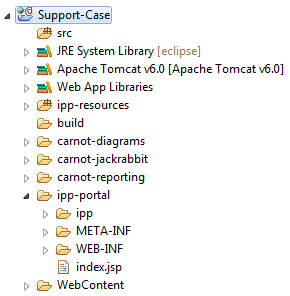 Support-Case
src
JRE System Library [eclipse]
Apache Tomcat v6.0 [Apache Tomcat v6.0]
Web App Libraries
ipp-resources
build
carnot-diagrams
carnot-jackrabbit
carnot-reporting
ipp-portal
ipp
META-INF
WEB-INF
index.jsp
WebContent